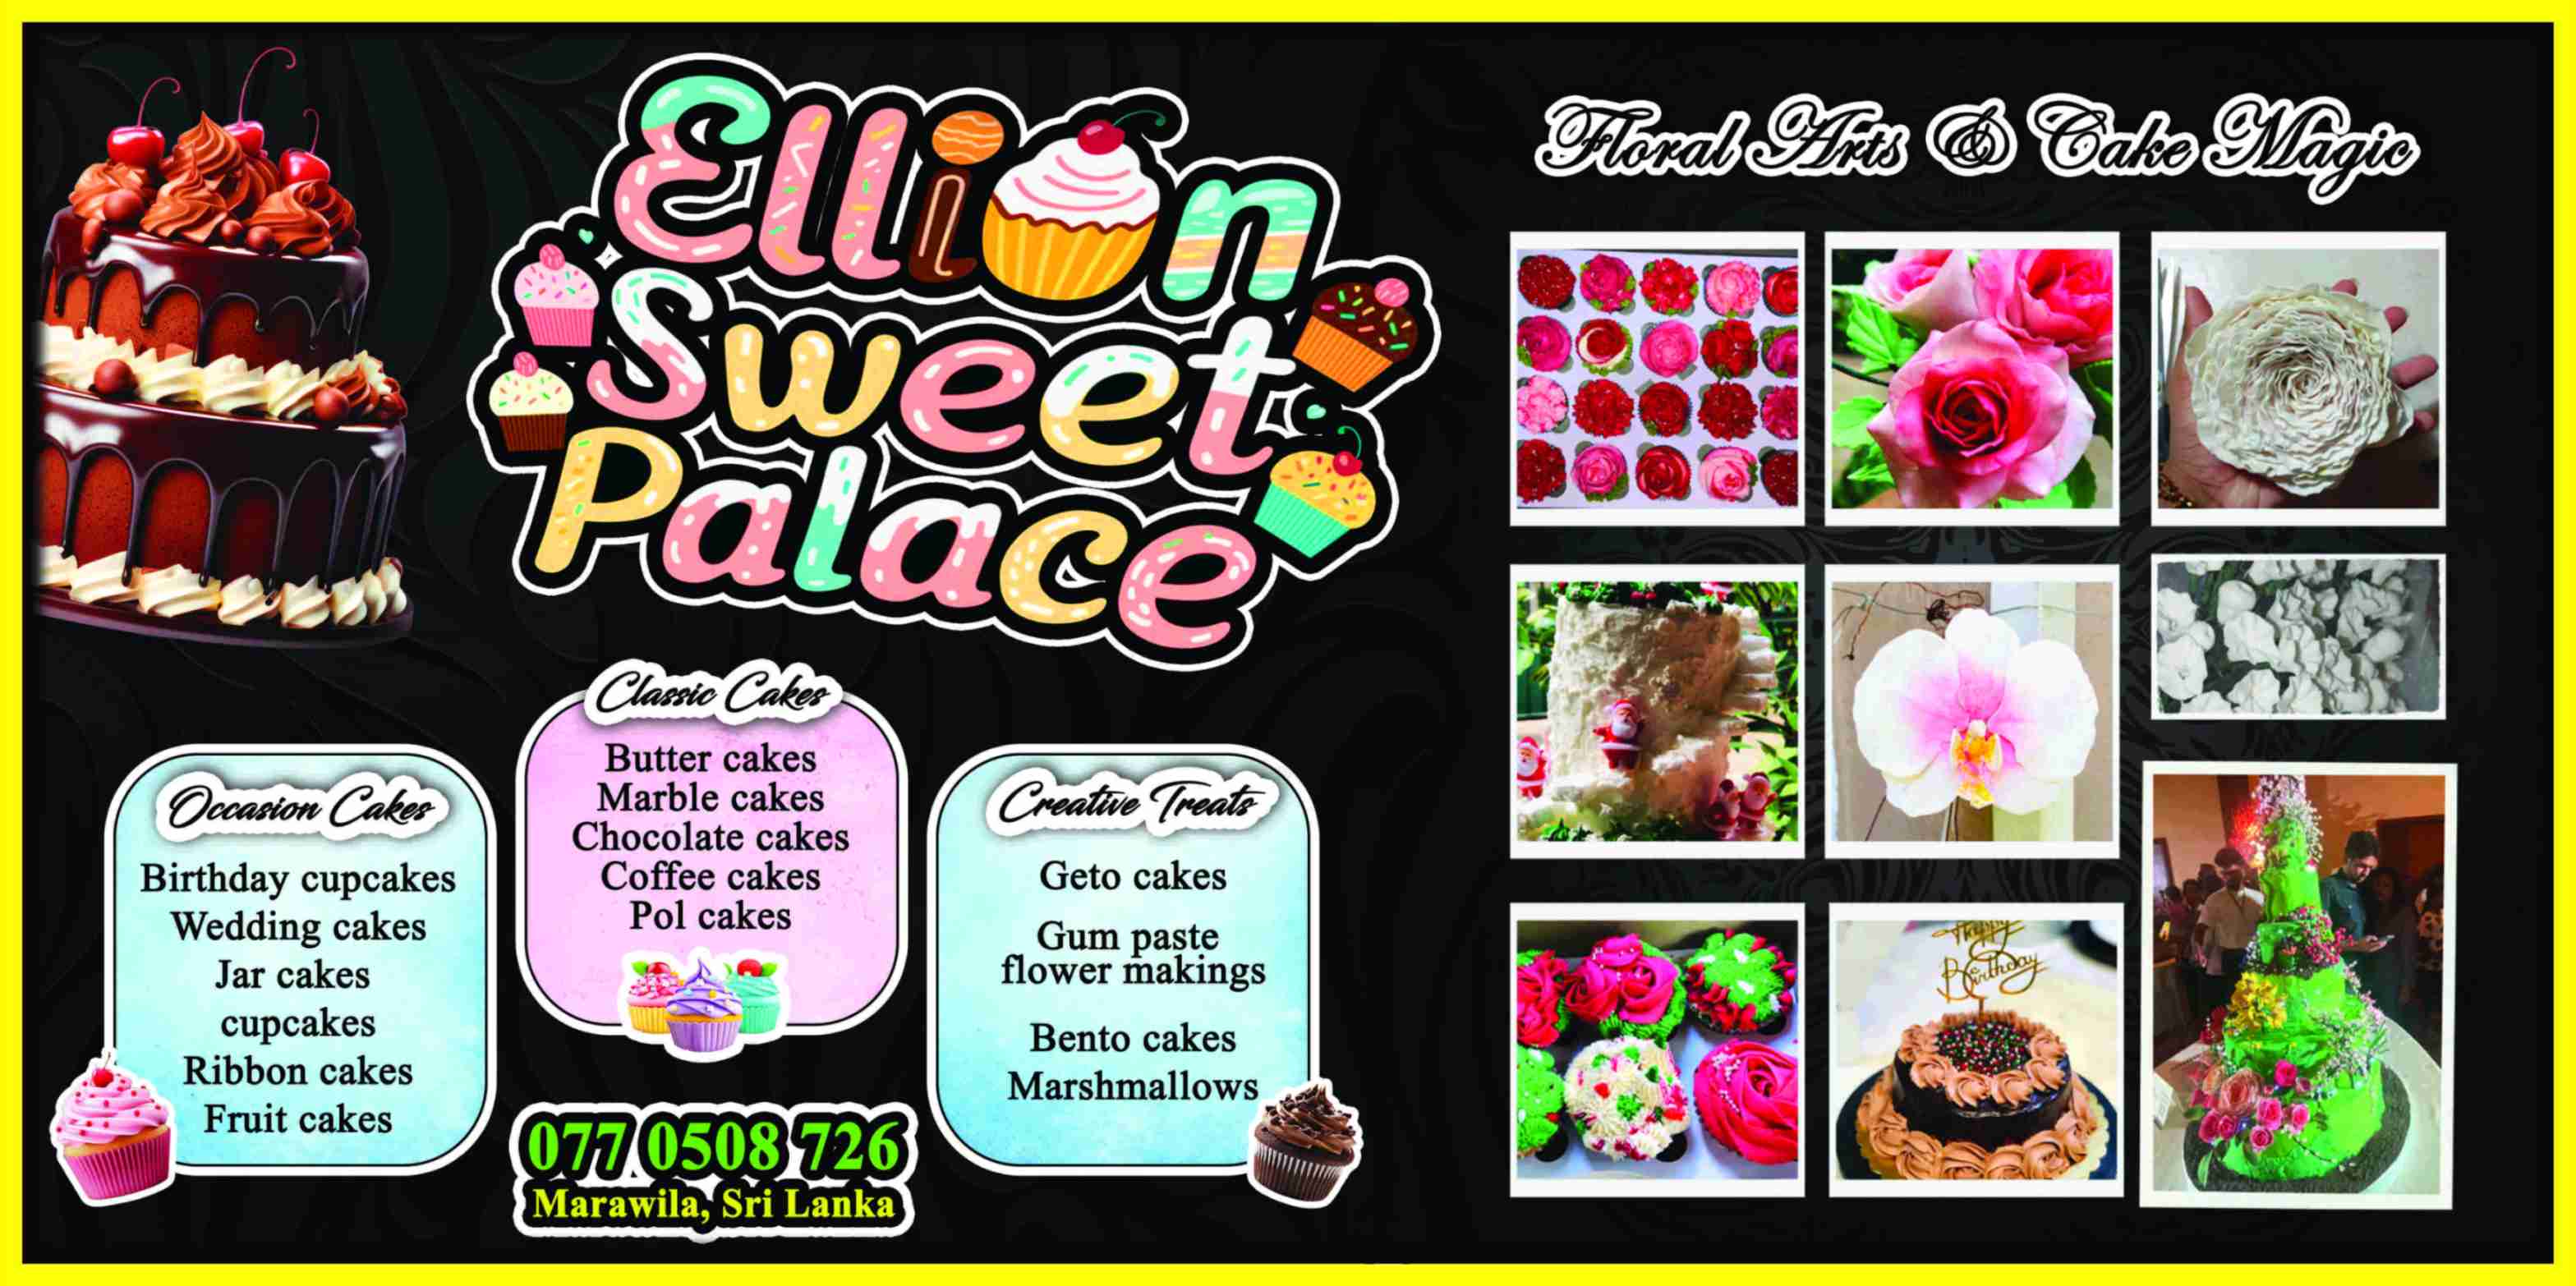 Ellion
Sweet
Palace
Floral Arts & Cake Magic
Classic Cakes
Butter cakes
Marble cakes
Chocolate cakes
Coffee cakes
Pol cakes
Occasion Cakes
Birthday cupcakes
Wedding cakes
Jar cakes
cupcakes
Ribbon cakes
Fruit cakes
Creative Treats
Geto cakes
Gum paste
flower makings
Bento cakes
Marshmallows
077 0508 726
Marawila, Sri Lanka
Happy
Birthday